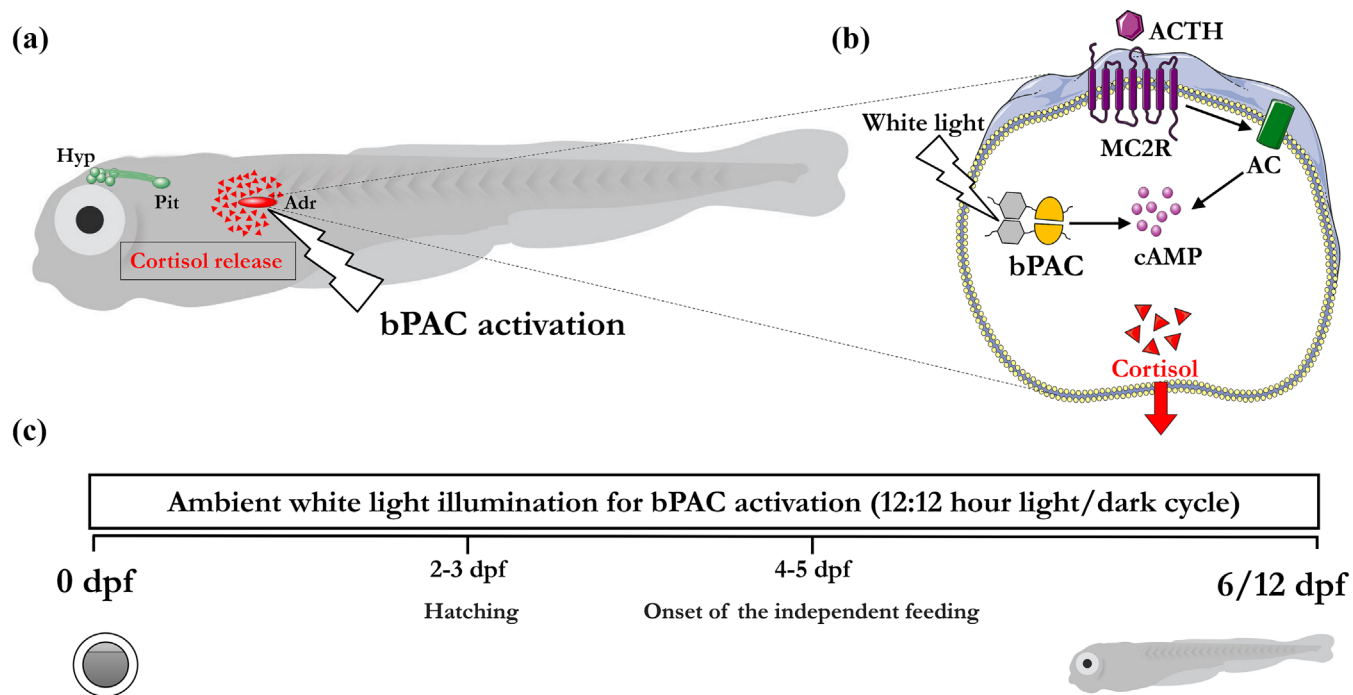 (a)
Hyp
Pit
Adr
Cortisol release
bPAC activation
(b)
ACTH
White light
MC2R
AC
bPAC
cAMP
Cortisol
(c)
Ambient white light illumination for bPAC activation (12:12 hour light/dark cycle)
0 dpf
2-3 dpf
4-5 dpf
6/12 dpf
Hatching
Onset of the independent feeding